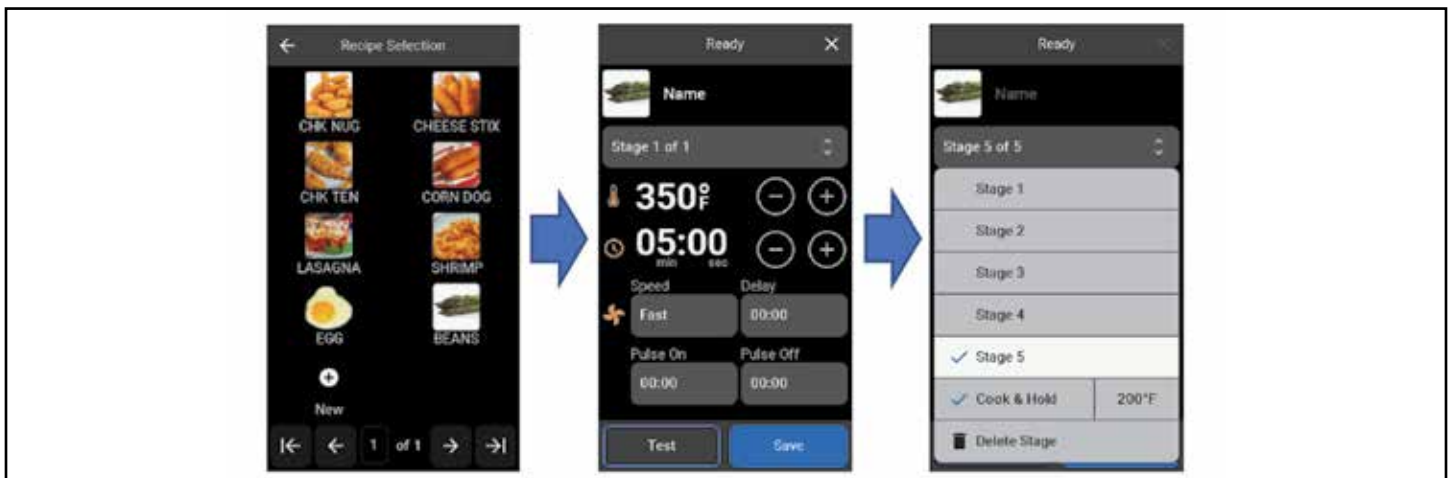 Recipe Selection
CHK NUG CHEESE STIX
CHK TEN CORN DOG
LASAGNA SHRIMP
EGG BEANS
New
1 of 1
Ready
Name
Stage 1 of 1
350°F
05:00
min sec
Speed Delay
Fast 00:00
Pulse On Pulse Off
00:00 00:00
Test Save
Ready
Name
Stage 5 of 5
Stage 1
Stage 2
Stage 3
Stage 4
Stage 5
Cook & Hold 200°F
Delete Stage